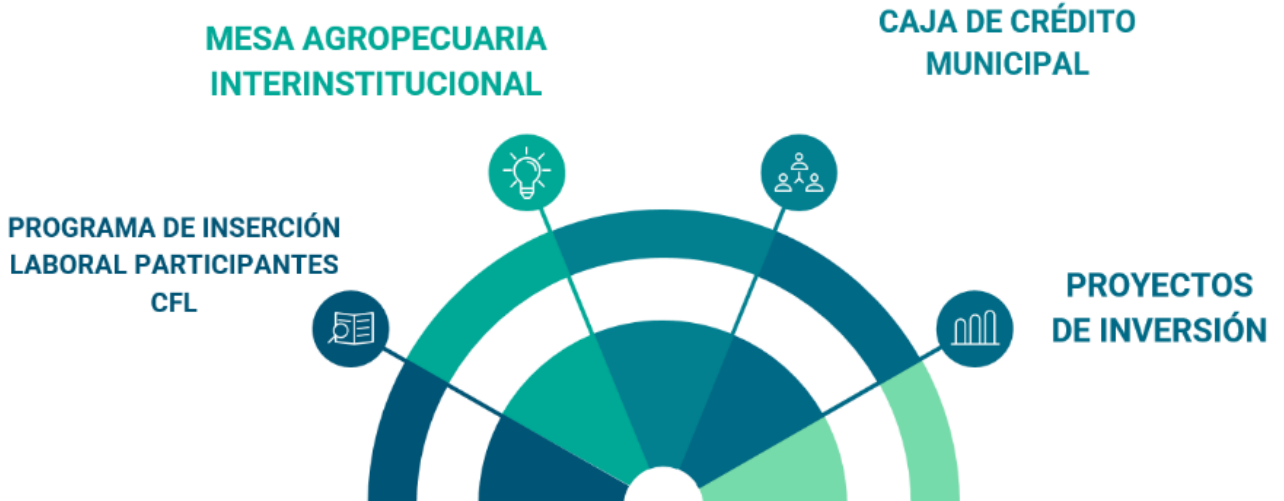 MESA AGROPECUARIA
INTERINSTITUCIONAL
CAJA DE CRÉDITO
MUNICIPAL
PROGRAMA DE INSERCIÓN
LABORAL PARTICIPANTES
CFL
PROYECTOS
DE INVERSIÓN